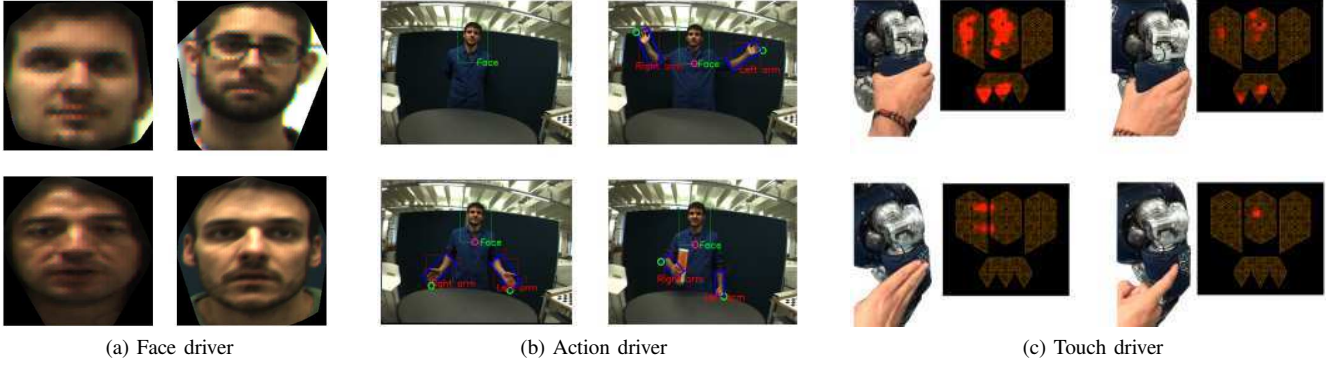 Face
Right arm
Face
Left arm
Face
Right arm
Left arm
Face
Right arm
Left arm
(a) Face driver
(b) Action driver
(c) Touch driver